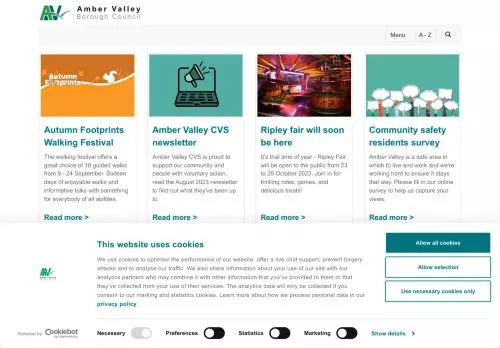 Amber Valley
Borough Council
Menu
A - Z
Autumn
Footprints
Autumn Footprints
Walking Festival
The walking festival offers a
great choice of 18 guided walks
from 9 - 24 September. Sixteen
days of enjoyable walks and
informative talks with something
for everybody of all abilities.
Read more >
Amber Valley CVS
newsletter
Amber Valley CVS is proud to
support our community and
people with voluntary action,
read the August 2023 newsletter
to find out what they've been up
to.
Read more >
Ripley fair will soon
be here
It's that time of year - Ripley Fair
will be open to the public from 23
to 28 October 2023. Join in for
thrilling rides, games, and
delicious treats!
Read more >
Community safety
residents survey
Amber Valley is a safe area in
which to live and work and we're
working hard to ensure it stays
that way. Please fill in our online
survey to help us capture your
views.
Read more >
This website uses cookies
We use cookies to optimise the performance of our website, offer a live chat support, prevent forgery
attacks and to analyse our traffic. We also share information about your use of our site with our
analytics partners who may combine it with other information that you've provided to them or that
they've collected from your use of their services. The analytics data will only be collected if you
consent to our marking and statistics cookies. Learn more about how we process personal data in our
privacy policy.
Allow all cookies
Allow selection
Use necessary cookies only
Powered by Cookiebot
by Usercentrics
Necessary
Preferences
Statistics
Marketing
Show details